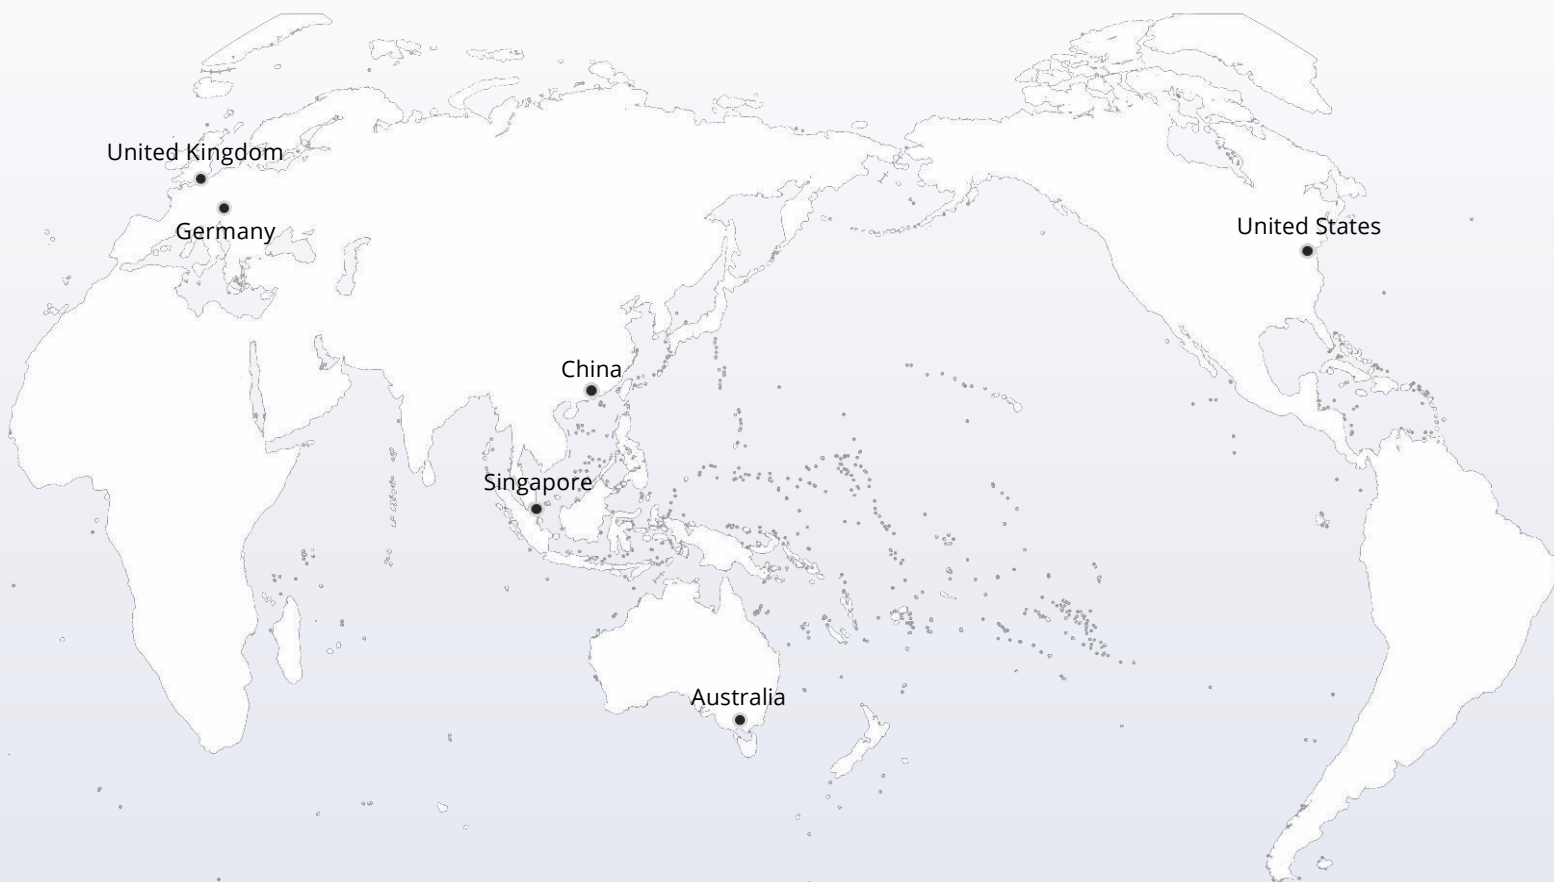 United Kingdom
Germany
United States
China
Singapore
Australia